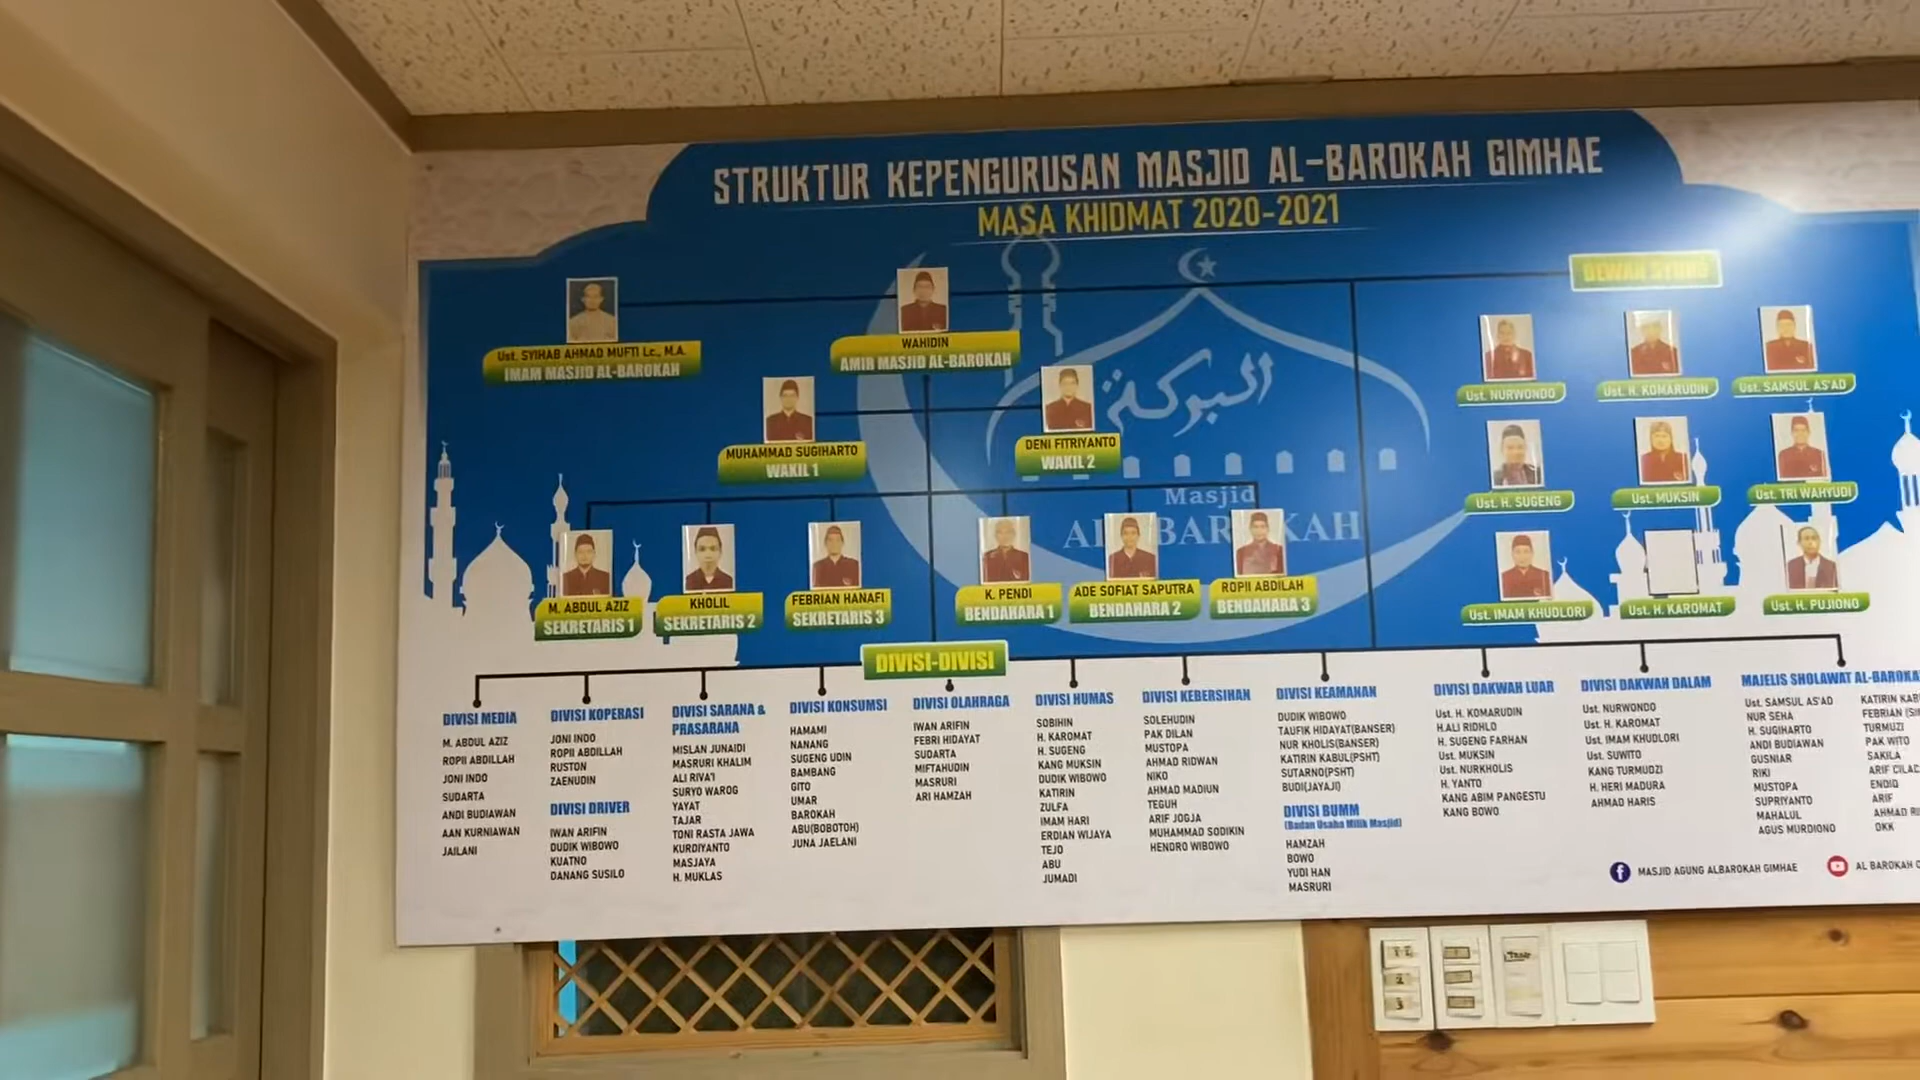 STRUKTUR KEPENGURUSAN MASJID AL-BAROKAH GIMHAE
MASA KHIDMAT 2020-2021
Ust. SYIHAB AHMAD MUFTI Lc., M.A.
IMAM MASJID AL-BAROKAH
WAHIDIN
AMIR MASJID AL-BAROKAH
MUHAMMAD SUGIHARTO
WAKIL 1
DENI FITRIYANTO
WAKIL 2
M. ABDUL AZIZ
SEKRETARIS 1
KHOLIL
SEKRETARIS 2
FEBRIAN HANAFI
SEKRETARIS 3
K. PENDI
BENDAHARA 1
ADE SOFIAT SAPUTRA
BENDAHARA 2
ROPII ABDILAH
BENDAHARA 3
البركة
Masjid
DEWAN
Ust. NURWONDO
Ust. H. KOMARUDIN
Ust. SAMSUL AS'AD
Ust. H. SUGENG
Ust. MUKSIN
Ust. TRI WAHYUDI
Ust. IMAM KHUDLORI
Ust. H. KAROMAT
Ust. H. PUJIONO
DIVISI-DIVISI
DIVISI MEDIA
M. ABDUL AZIZ
ROPII ABDILLAH
JONI INDO
SUDARTA
ANDI BUDIAWAN
AAN KURNIAWAN
JAILANI
DIVISI KOPERASI
JONI INDO
ROPII ABDILLAH
RUSTON
ZAENUDIN
DIVISI DRIVER
IWAN ARIFIN
DUDIK WIBOWO
KUATNO
DANANG SUSILO
DIVISI SARANA &
PRASARANA
MISLAN JUNAIDI
MASRURI KHALIM
ALI RIVA'I
SURYO WAROG
YAYAT
TAJAR
TONI RASTA JAWA
KURDIYANTO
MASJAYA
H. MUKLAS
DIVISI KONSUMSI
HAMAMI
NANANG
SUGENG UDIN
BAMBANG
GITO
UMAR
BAROKAH
ABU(BOBOTOH)
JUNA JAELANI
DIVISI OLAHRAGA
IWAN ARIFIN
FEBRI HIDAYAT
SUDARTA
MIFTAHUDIN
MASRURI
ARI HAMZAH
DIVISI HUMAS
SOBIHIN
H. KAROMAT
H. SUGENG
KANG MUKSIN
DUDIK WIBOWO
KATIRIN
ZULFA
IMAM HARI
ERDIAN WIJAYA
TEJO
ABU
JUMADI
DIVISI KEBERSIHAN
SOLEHUDIN
PAK DILAN
MUSTOPA
AHMAD RIDWAN
NIKO
AHMAD MADIUN
TEGUH
ARIF JOGJA
MUHAMMAD SODIKIN
HENDRO WIBOWO
DIVISI KEAMANAN
DUDIK WIBOWO
TAUFIK HIDAYAT(BANSER)
NUR KHOLIS(BANSER)
KATIRIN KABUL(PSHT)
SUTARNO(PSHT)
BUDI(JAYAJI)
DIVISI BUMM
(Badan Usaha Milik Masjid)
HAMZAH
BOWO
YUDI HAN
MASRURI
DIVISI DAKWAH LUAR
Ust. H. KOMARUDIN
H.ALI RIDHLO
H. SUGENG FARHAN
Ust. MUKSIN
Ust. NURKHOLIS
H. YANTO
KANG ABIM PANGESTU
KANG BOWO
DIVISI DAKWAH DALAM
Ust. NURWONDO
Ust. H. KAROMAT
Ust. IMAM KHUDLORI
Ust. SUWITO
KANG TURMUDZI
H. HERI MADURA
AHMAD HARIS
MAJELIS SHOLAWAT AL-BAROKA
Ust. SAMSUL AS'AD
NUR SEHA
H. SUGIHARTO
ANDI BUDIAWAN
GUSNIAR
RIKI
MUSTOPA
SUPRIYANTO
MAHALUL
AGUS MURDIONO
KATIRIN
FEBRIAN
TURMUZI
PAK WITO
SAKILA
ARIF CILAC
ENDID
ARIF
AHMAD
OKK
MASJID AGUNG ALBAROKAH GIMHAE
AL BAROKAH
1
2
3